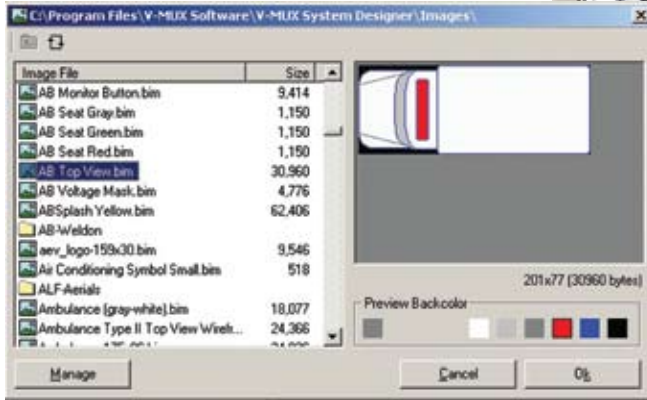 C:\Program Files\V-MUX Software\V-MUX System Designer\Images\
Image File Size
AB Monitor Button.bim 9,414
AB Seat Gray.bim 1,150
AB Seat Green.bim 1,150
AB Seat Red.bim 1,150
AB Top View.bim 30,960
AB Voltage Mask.bim 4,776
ABSplash Yellow.bim 62,406
AB-Weldon
aev_logo-159x30.bim 9,546
Air Conditioning Symbol Small.bim 518
ALF-Aerials
Ambulance (gray-white).bim 18,077
Ambulance Type II Top View Wirefr... 24,366
201x77 (30960 bytes)
Preview Backcolor
Manage
Cancel
Ok